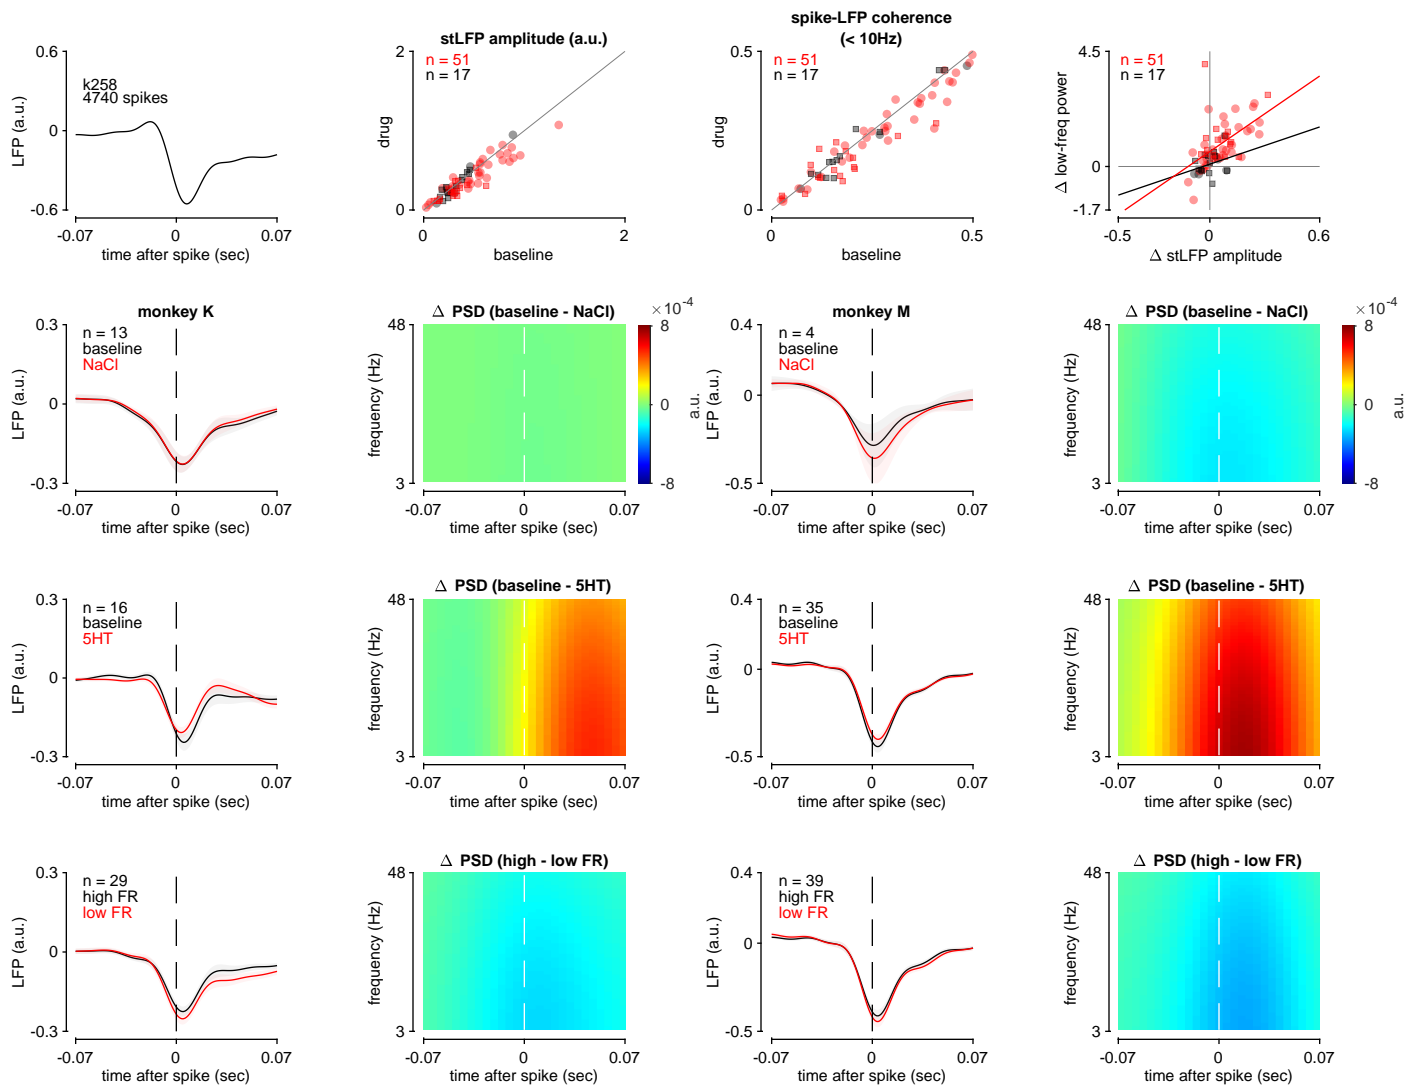 0.6
0
-0.6
LFP (a.u.)
k258
4740 spikes
-0.07
0
0.07
time after spike (sec)
stLFP amplitude (a.u.)
2
0
drug
n = 51
n = 17
0
2
baseline
spike-LFP coherence
(< 10Hz)
0.5
0
drug
n = 51
n = 17
0
0.5
baseline
4.5
0
-1.7
Δ low-freq power
n = 51
n = 17
-0.5
0
0.6
Δ stLFP amplitude
monkey K
0.3
0
-0.3
LFP (a.u.)
n = 13
baseline
NaCl
-0.07
0
0.07
time after spike (sec)
Δ PSD (baseline - NaCl)
48
3
frequency (Hz)
-0.07
0
0.07
time after spike (sec)
×10⁻⁴
8
0
-8
a.u.
monkey M
0.4
0
-0.5
LFP (a.u.)
n = 4
baseline
NaCl
-0.07
0
0.07
time after spike (sec)
Δ PSD (baseline - NaCl)
48
3
frequency (Hz)
-0.07
0
0.07
time after spike (sec)
×10⁻⁴
8
0
-8
a.u.
0.3
0
-0.3
LFP (a.u.)
n = 16
baseline
5HT
-0.07
0
0.07
time after spike (sec)
Δ PSD (baseline - 5HT)
48
3
frequency (Hz)
-0.07
0
0.07
time after spike (sec)
0.4
0
-0.5
LFP (a.u.)
n = 35
baseline
5HT
-0.07
0
0.07
time after spike (sec)
Δ PSD (baseline - 5HT)
48
3
frequency (Hz)
-0.07
0
0.07
time after spike (sec)
0.3
0
-0.3
LFP (a.u.)
n = 29
high FR
low FR
-0.07
0
0.07
time after spike (sec)
Δ PSD (high - low FR)
48
3
frequency (Hz)
-0.07
0
0.07
time after spike (sec)
0.4
0
-0.5
LFP (a.u.)
n = 39
high FR
low FR
-0.07
0
0.07
time after spike (sec)
Δ PSD (high - low FR)
48
3
frequency (Hz)
-0.07
0
0.07
time after spike (sec)